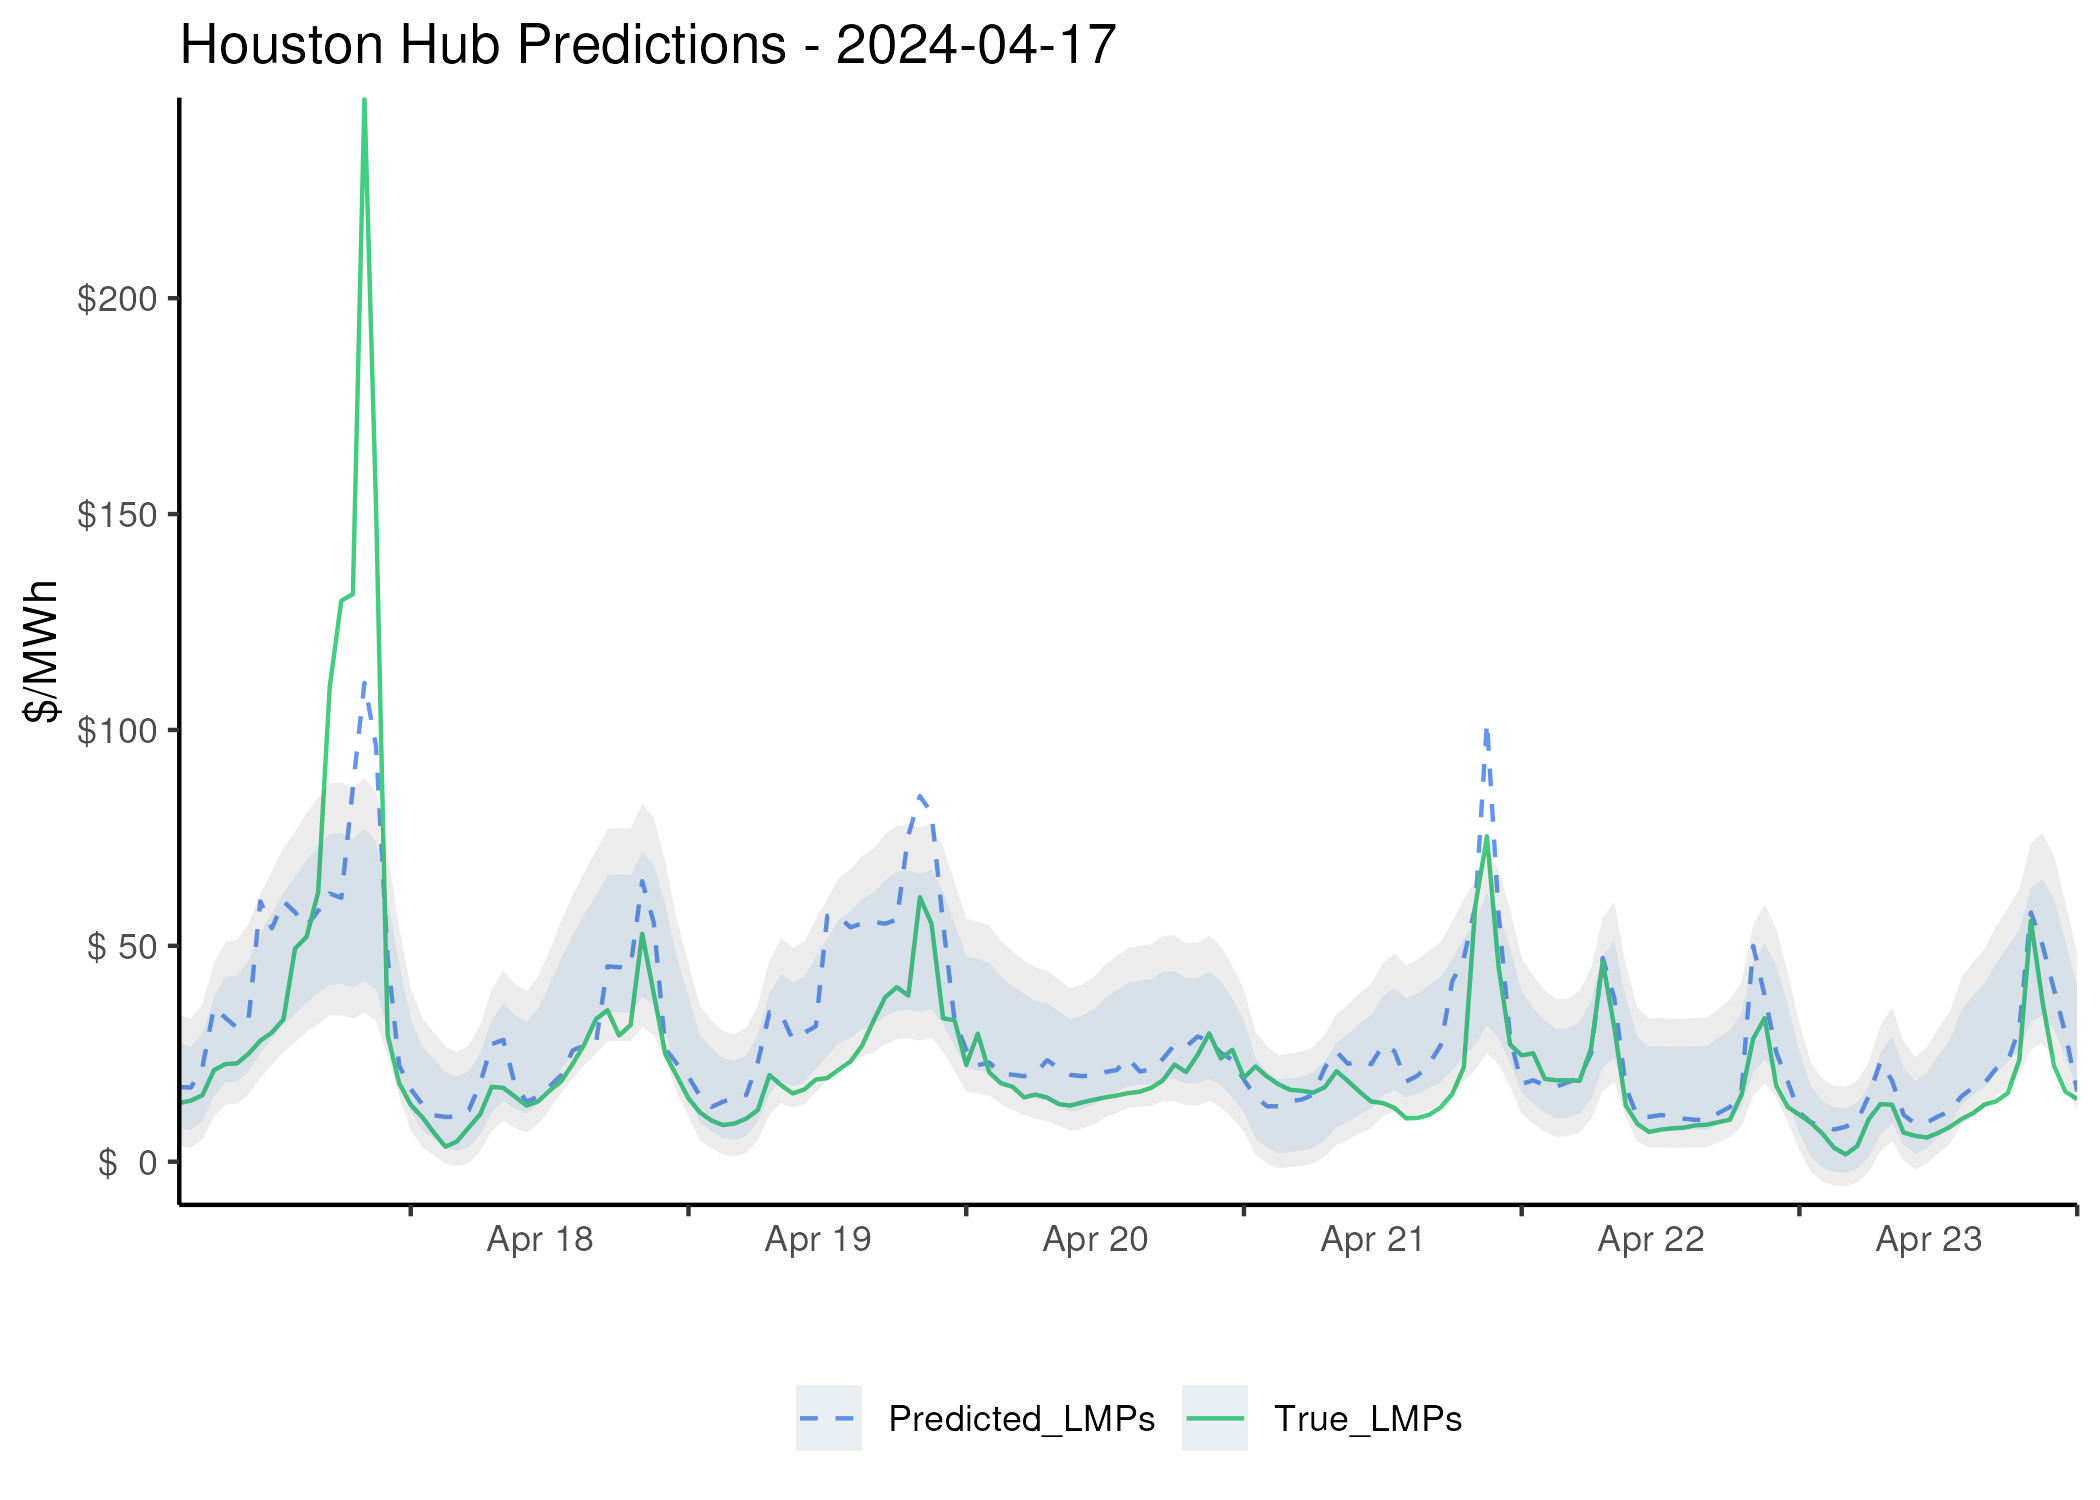 Houston Hub Predictions - 2024-04-17
$/MWh
$200
$150
$100
$ 50
$ 0
Apr 18 Apr 19 Apr 20 Apr 21 Apr 22 Apr 23
Predicted_LMPs True_LMPs